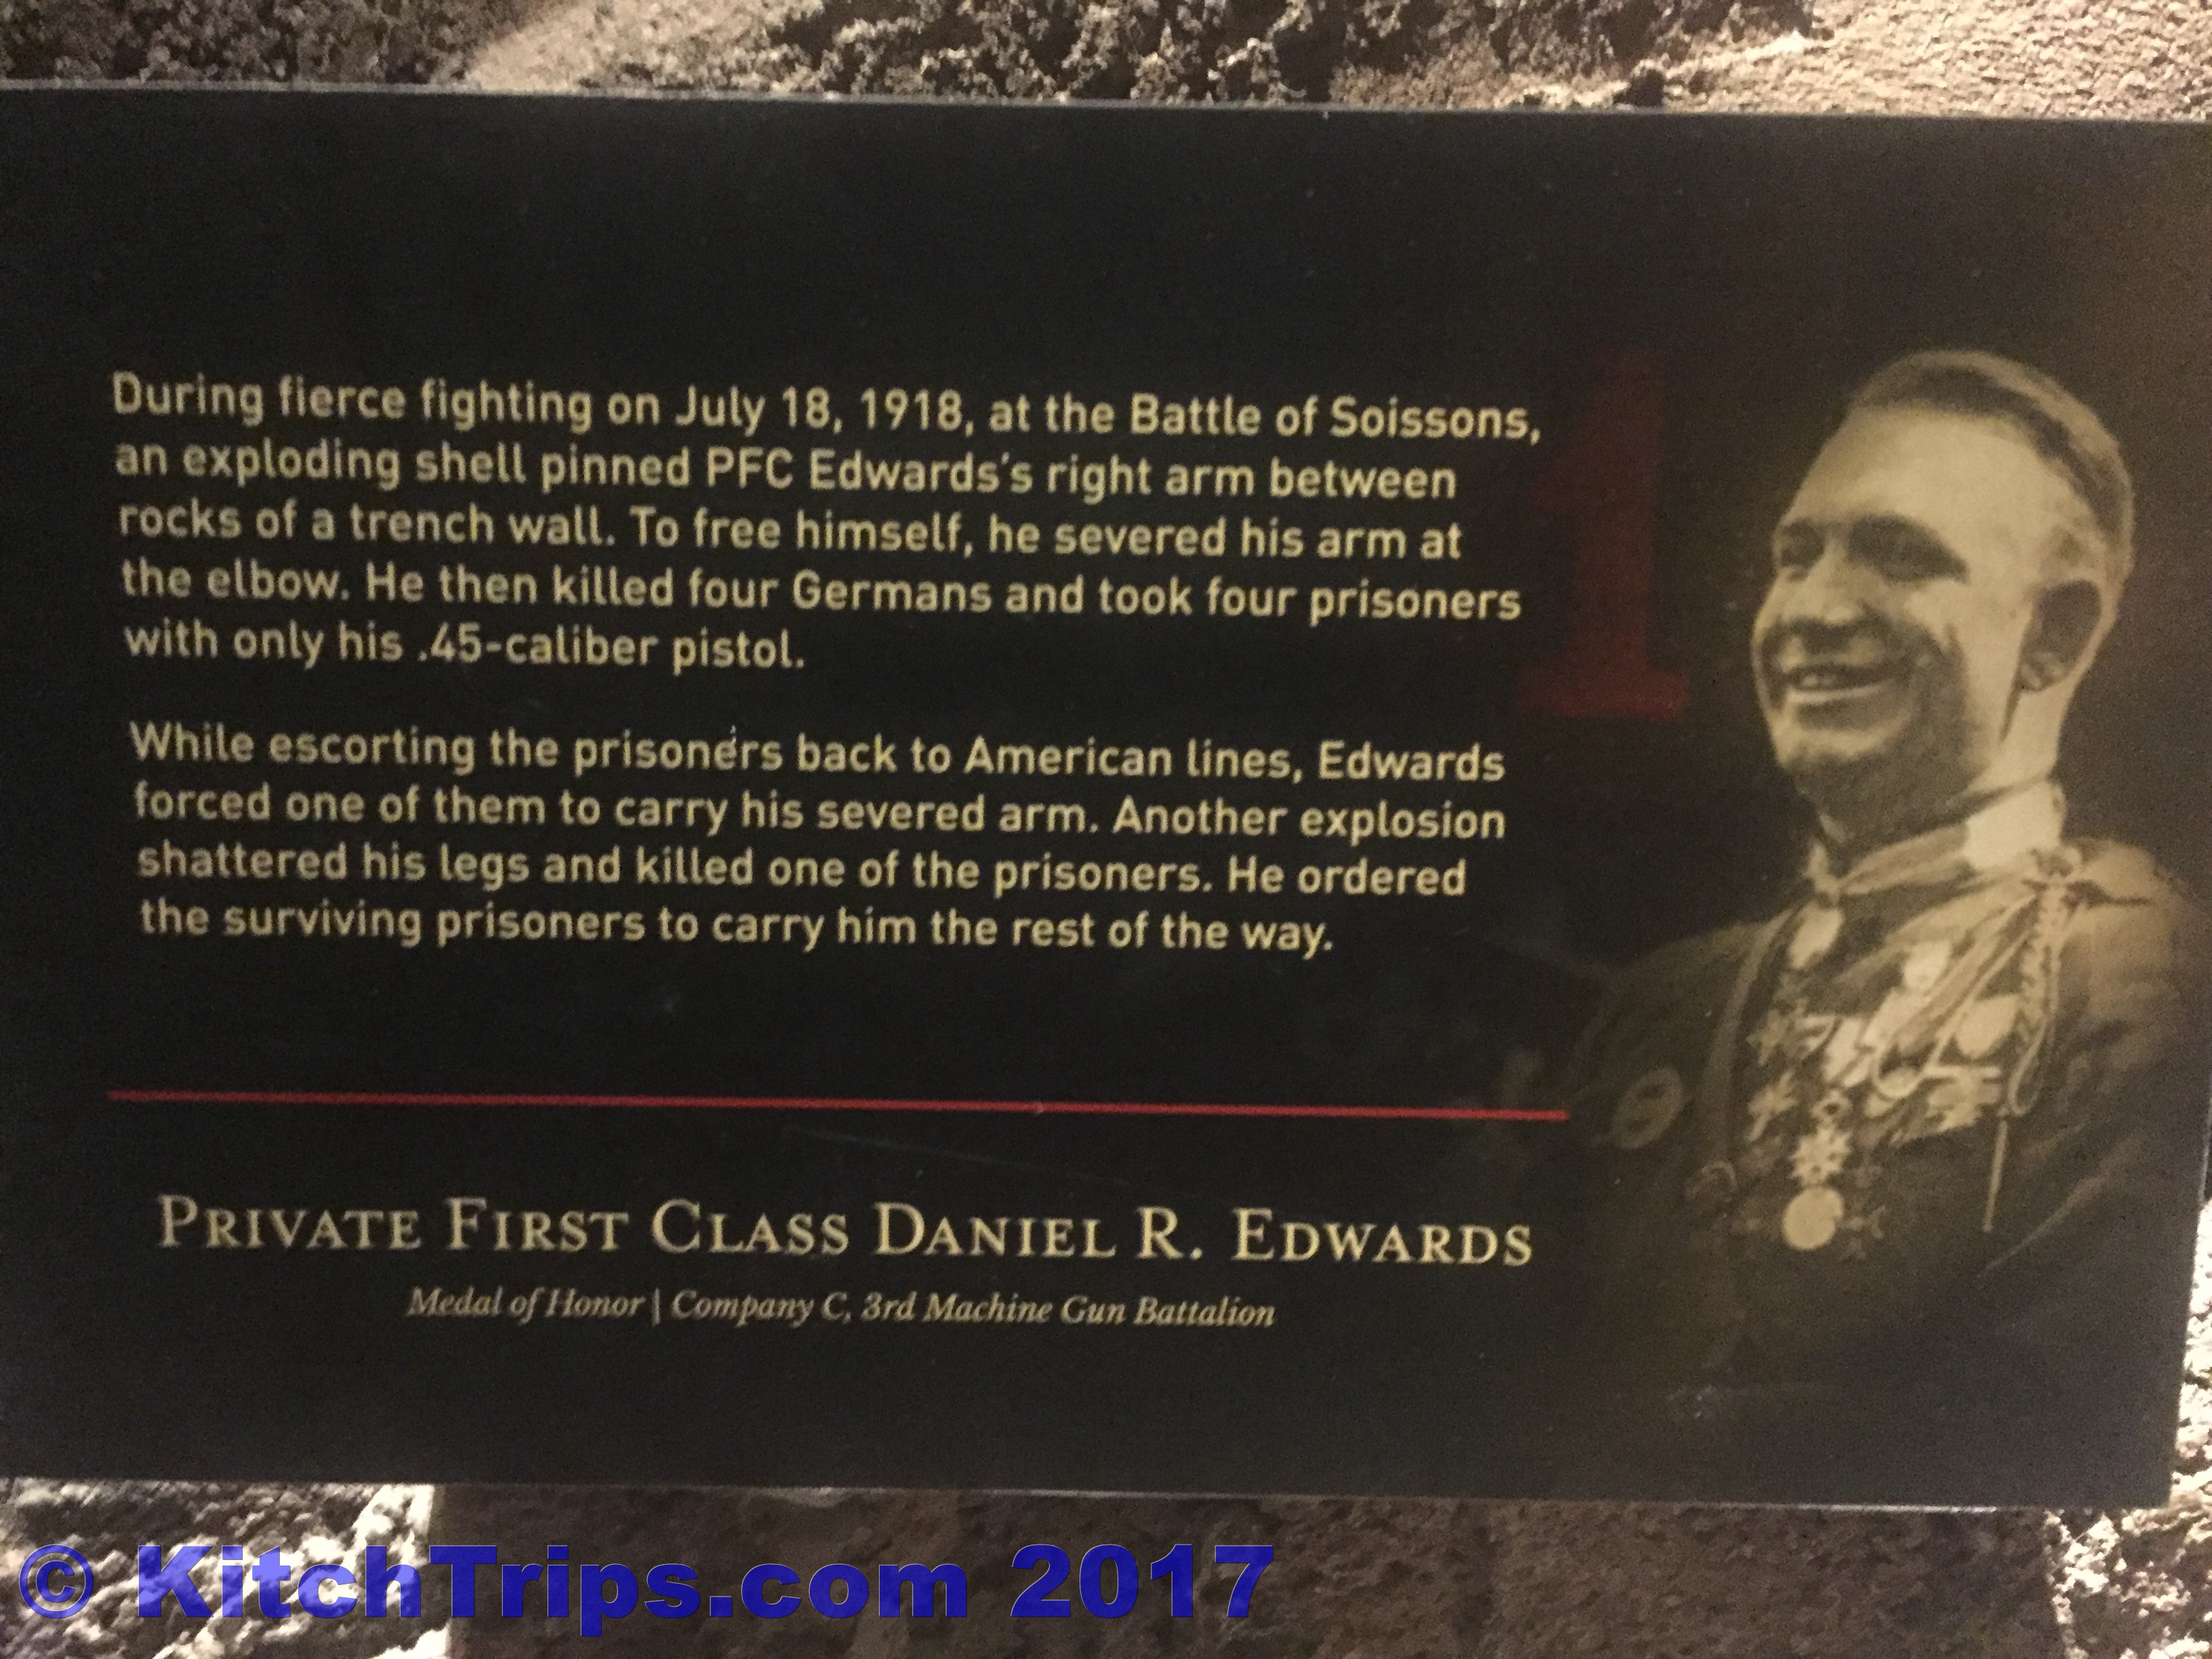 During fierce fighting on July 18, 1918, at the Battle of Soissons,
an exploding shell pinned PFC Edwards's right arm between
rocks of a trench wall. To free himself, he severed his arm at
the elbow. He then killed four Germans and took four prisoners
with only his .45-caliber pistol.
While escorting the prisoners back to American lines, Edwards
forced one of them to carry his severed arm. Another explosion
shattered his legs and killed one of the prisoners. He ordered
the surviving prisoners to carry him the rest of the way.
1
PRIVATE FIRST CLASS DANIEL R. EDWARDS
Medal of Honor | Company C, 3rd Machine Gun Battalion
© KitchTrips.com 2017